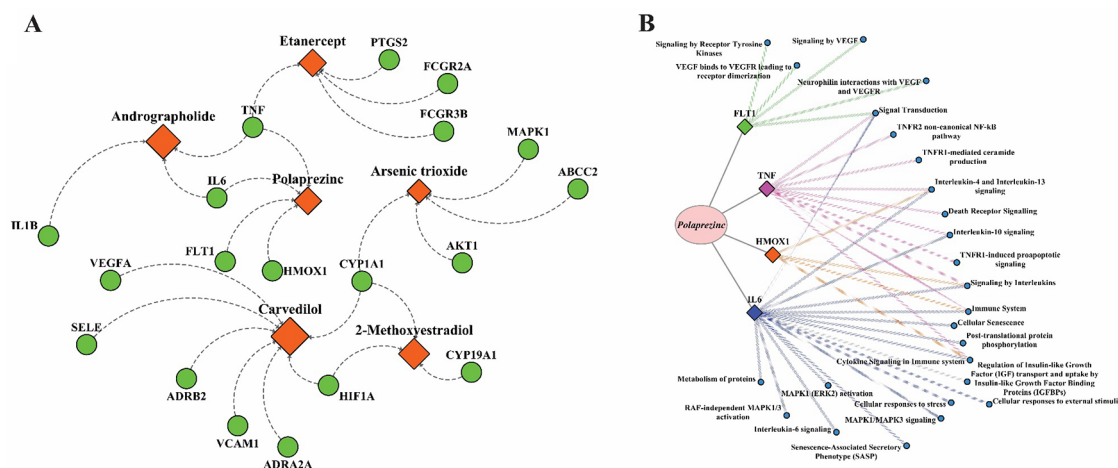 A
Etanercept
PTGS2
FCGR2A
TNF
FCGR3B
Andrographolide
MAPK1
IL6
Polaprezinc
Arsenic trioxide
ABCC2
IL1B
FLT1
HMOX1
AKT1
VEGFA
CYP1A1
Carvedilol
SELE
2-Methoxyestradiol
CYP19A1
ADRB2
HIF1A
VCAM1
ADRA2A
B
Signaling by Receptor Tyrosine
Kinases
Signaling by VEGF
VEGF binds to VEGFR leading to
receptor dimerization
Neurophilin interactions with VEGF
and VEGFR
FLT1
Signal Transduction
TNFR2 non-canonical NF-kB
pathway
TNFR1-mediated ceramide
production
TNF
Interleukin-4 and Interleukin-13
signaling
Polaprezinc
Death Receptor Signalling
HMOX1
Interleukin-10 signaling
TNFR1-induced proapoptotic
signaling
Signaling by Interleukins
IL6
Immune System
Cellular Senescence
Post-translational protein
phosphorylation
Cytokine Signaling in Immune system
Regulation of Insulin-like Growth
Factor (IGF) transport and uptake by
Insulin-like Growth Factor Binding
Proteins (IGFBPs)
Metabolism of proteins
MAPK1 (ERK2) activation
Cellular responses to stress
Cellular responses to external stimuli
RAF-independent MAPK1/3
activation
MAPK1/MAPK3 signaling
Interleukin-6 signaling
Senescence-Associated Secretory
Phenotype (SASP)